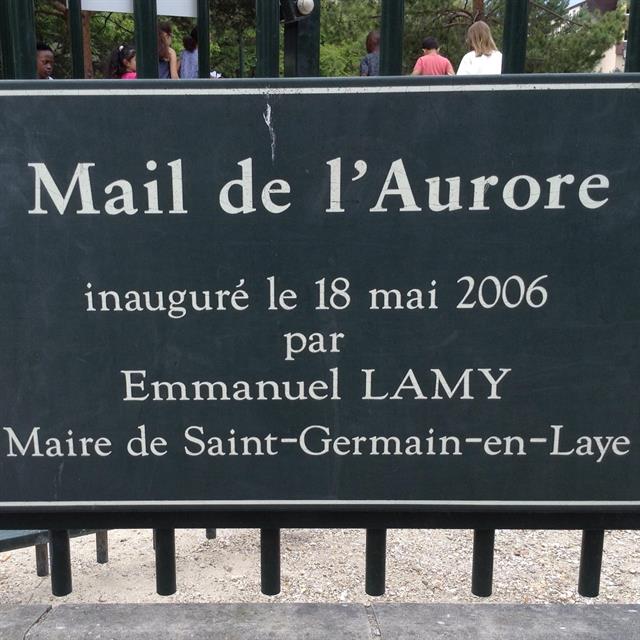 Mail de l'Aurore
inauguré le 18 mai 2006
par
Emmanuel LAMY
Maire de Saint-Germain-en-Laye